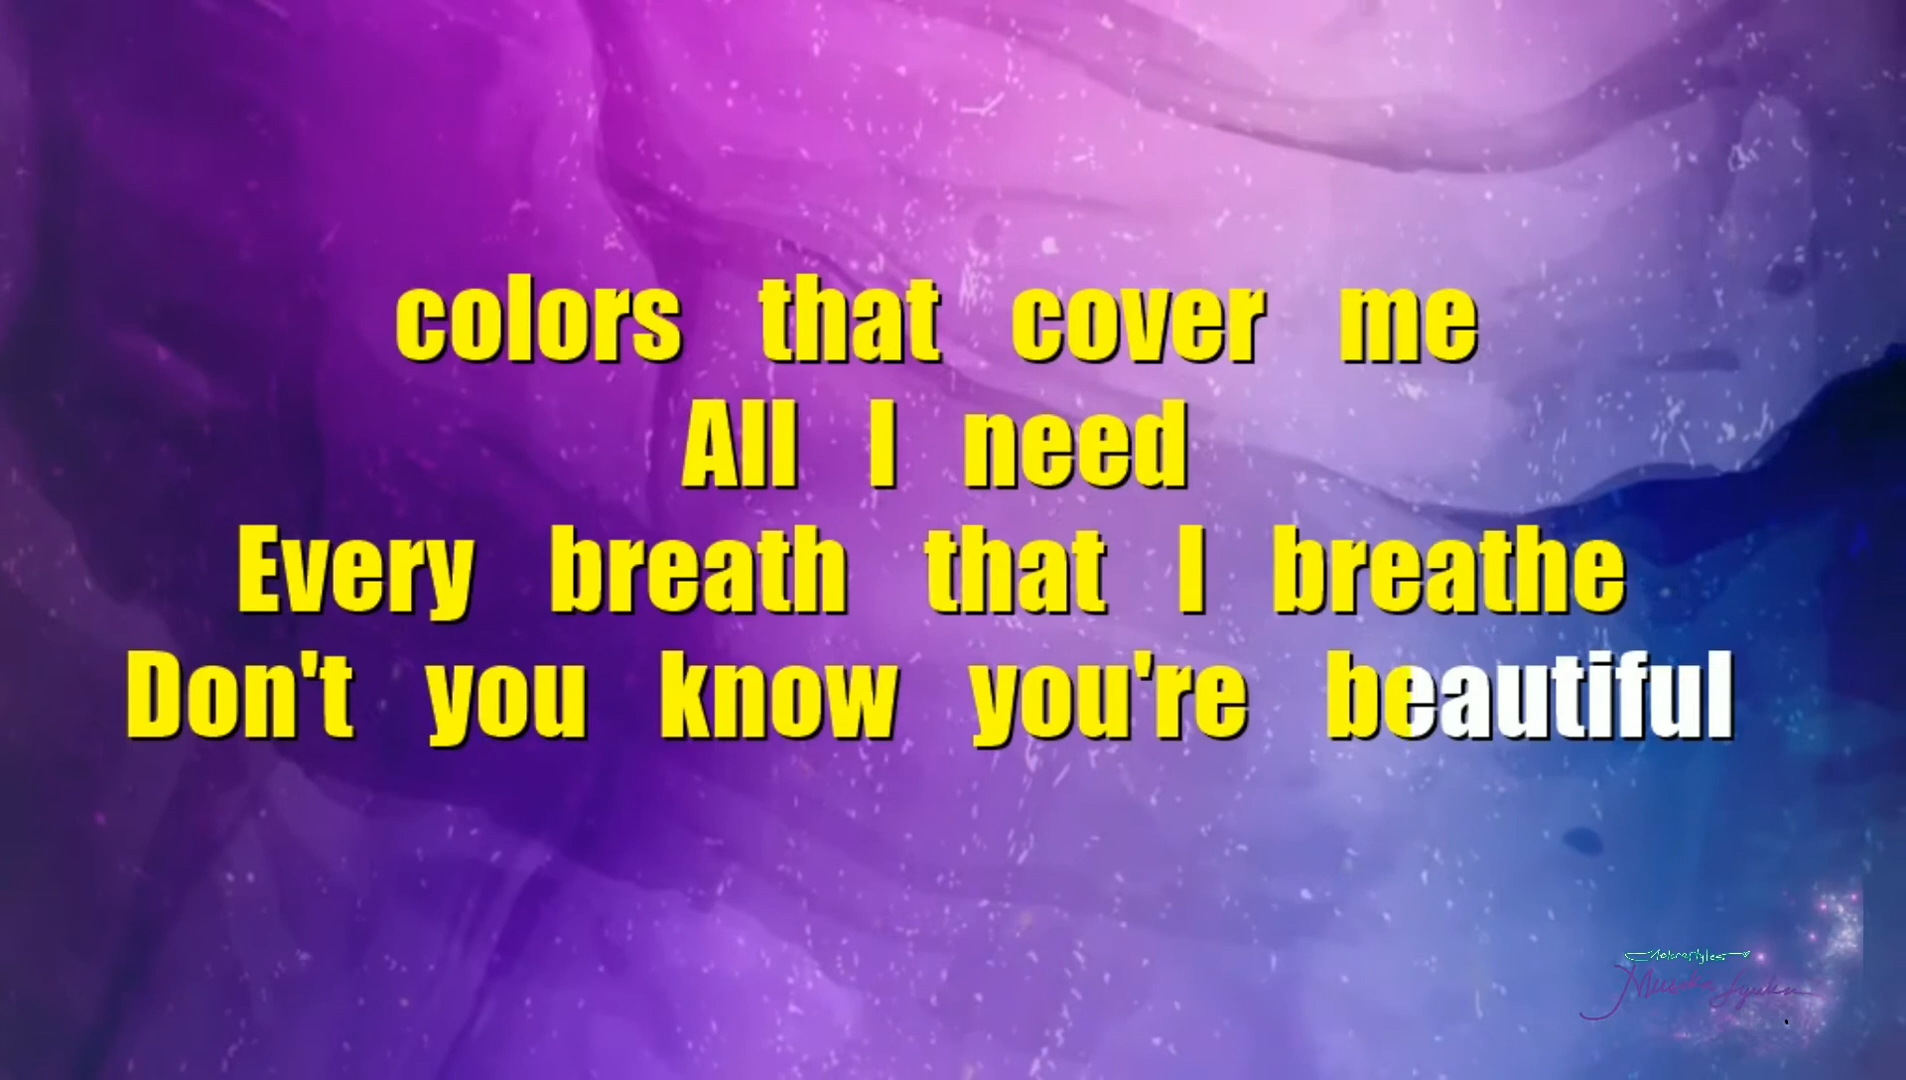 colors that cover me
All I need
Every breath that I breathe
Don't you know you're beautiful